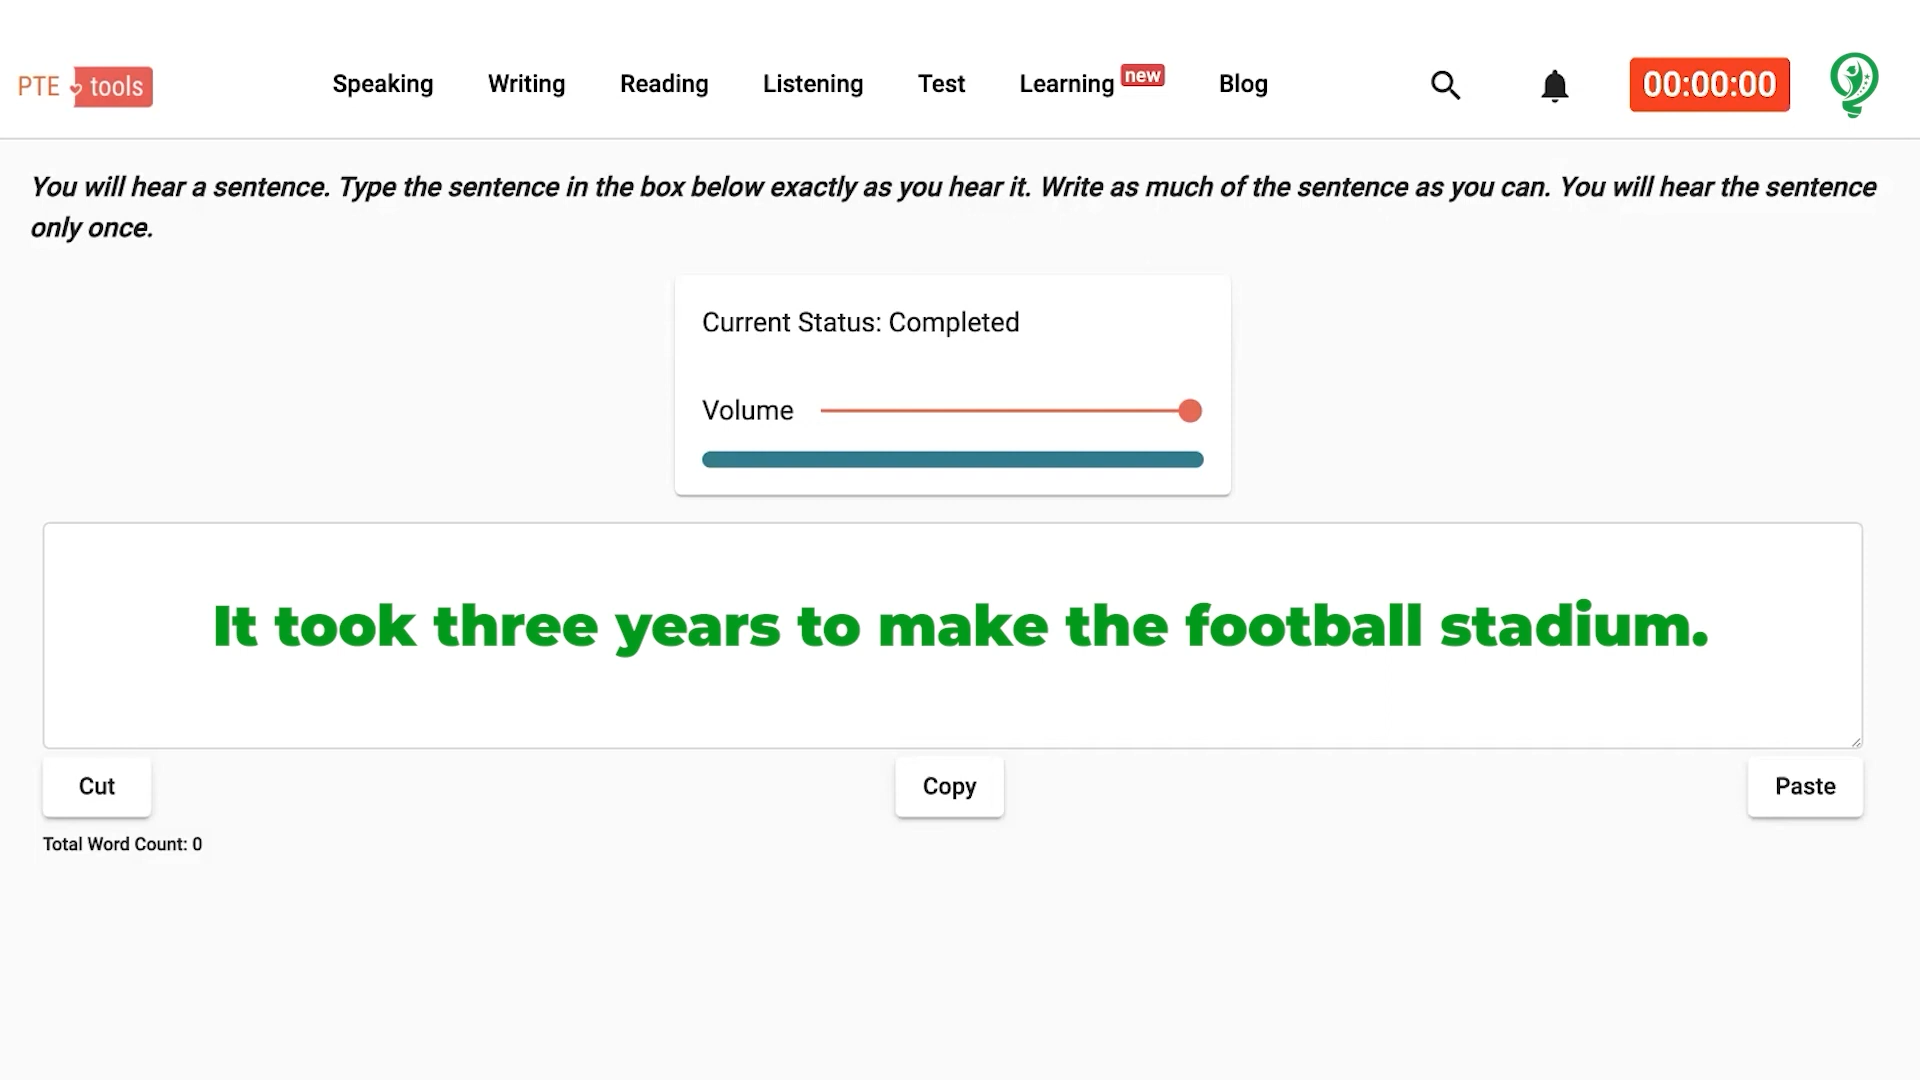 PTE tools
Speaking Writing Reading Listening Test Learning new Blog
00:00:00
You will hear a sentence. Type the sentence in the box below exactly as you hear it. Write as much of the sentence as you can. You will hear the sentence
only once.
Current Status: Completed
Volume
It took three years to make the football stadium.
Cut Copy Paste
Total Word Count: 0